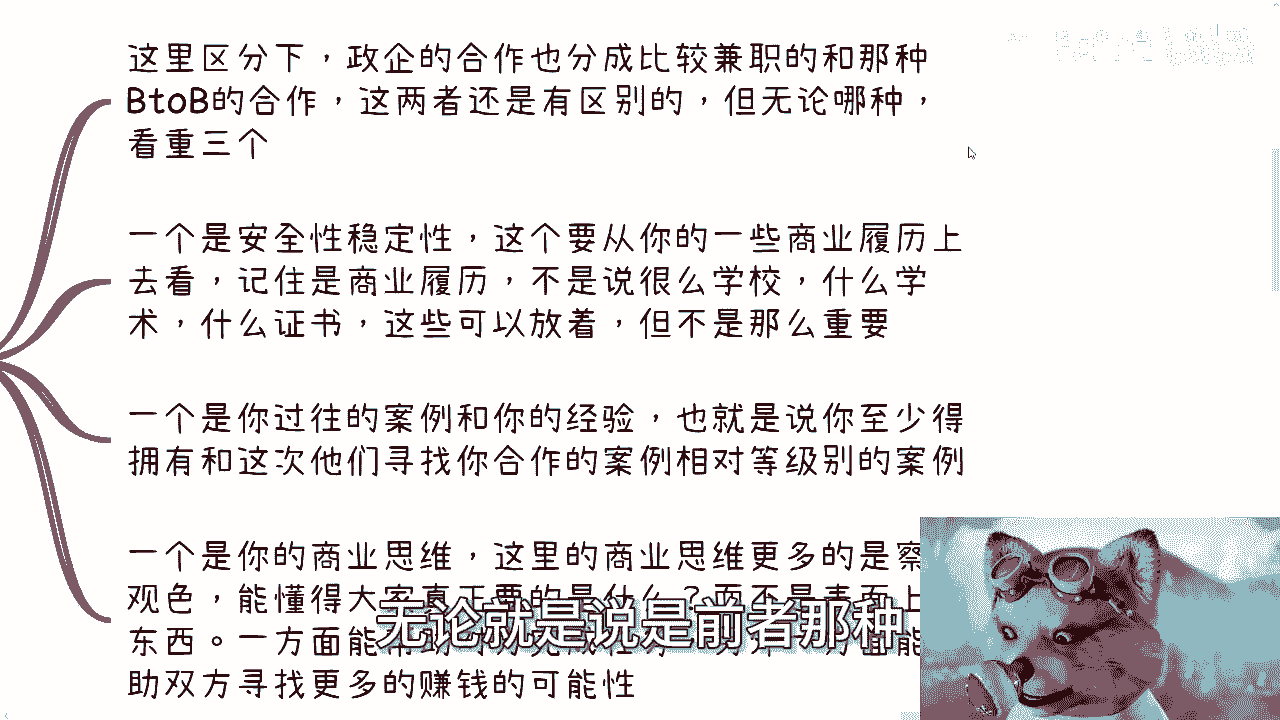 这里区分下，政企的合作也分成比较兼职的和那种
BtoB的合作，这两者还是有区别的，但无论哪种，
看重三个
一个是安全性稳定性，这个要从你的一些商业履历上
去看，记住是商业履历，不是说很么学校，什么学
术，什么证书，这些可以放着，但不是那么重要
一个是你过往的案例和你的经验，也就是说你至少得
拥有和这次他们寻找你合作的案例相对等级别的案例
一个是你的商业思维，这里的商业思维更多的是察
观色，能懂得大家真正要的是什么？而不是表面上
东西。一方面能
助双方寻找更多的赚钱的可能性
无论就是说是前者那种